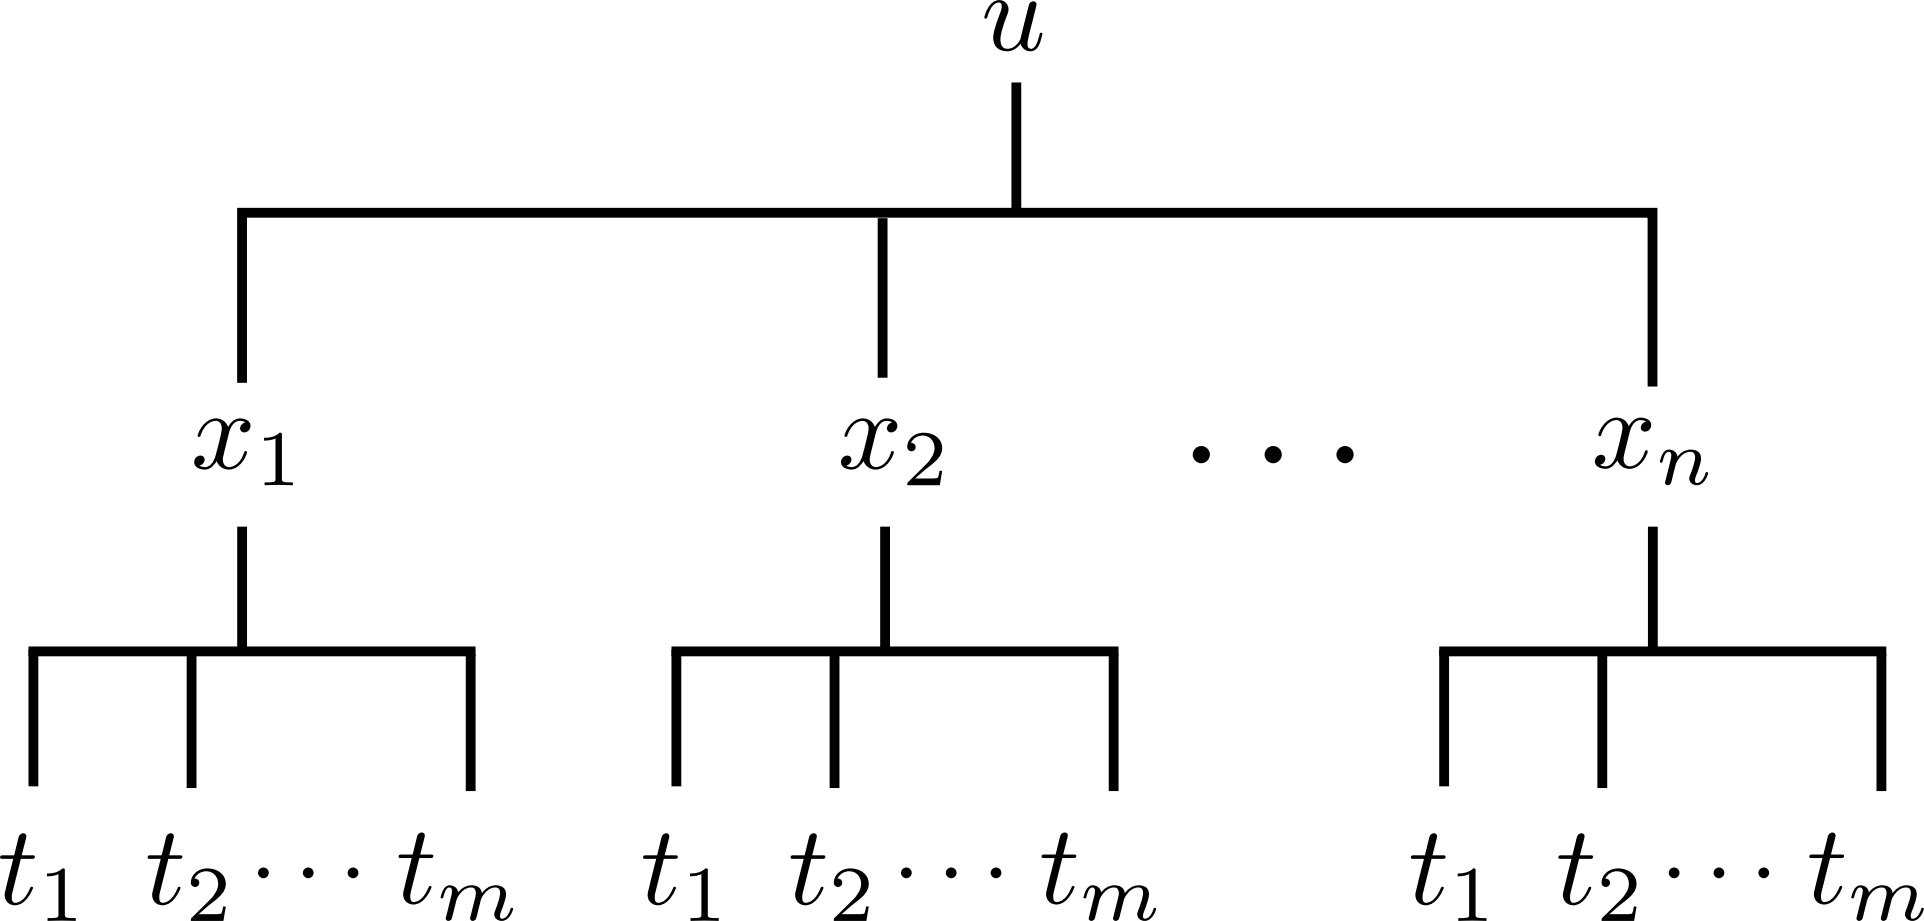 u
x₁ x₂ ··· xₙ
t₁ t₂ ··· tₘ t₁ t₂ ··· tₘ t₁ t₂ ··· tₘ